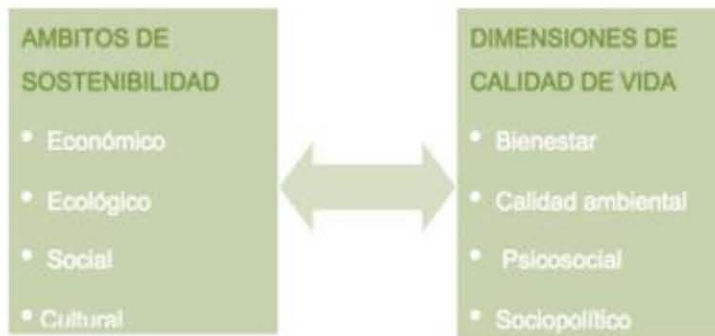 AMBITOS DE
SOSTENIBILIDAD
• Económico
• Ecológico
• Social
• Cultural
DIMENSIONES DE
CALIDAD DE VIDA
• Bienestar
• Calidad ambiental
• Psicosocial
• Sociopolítico